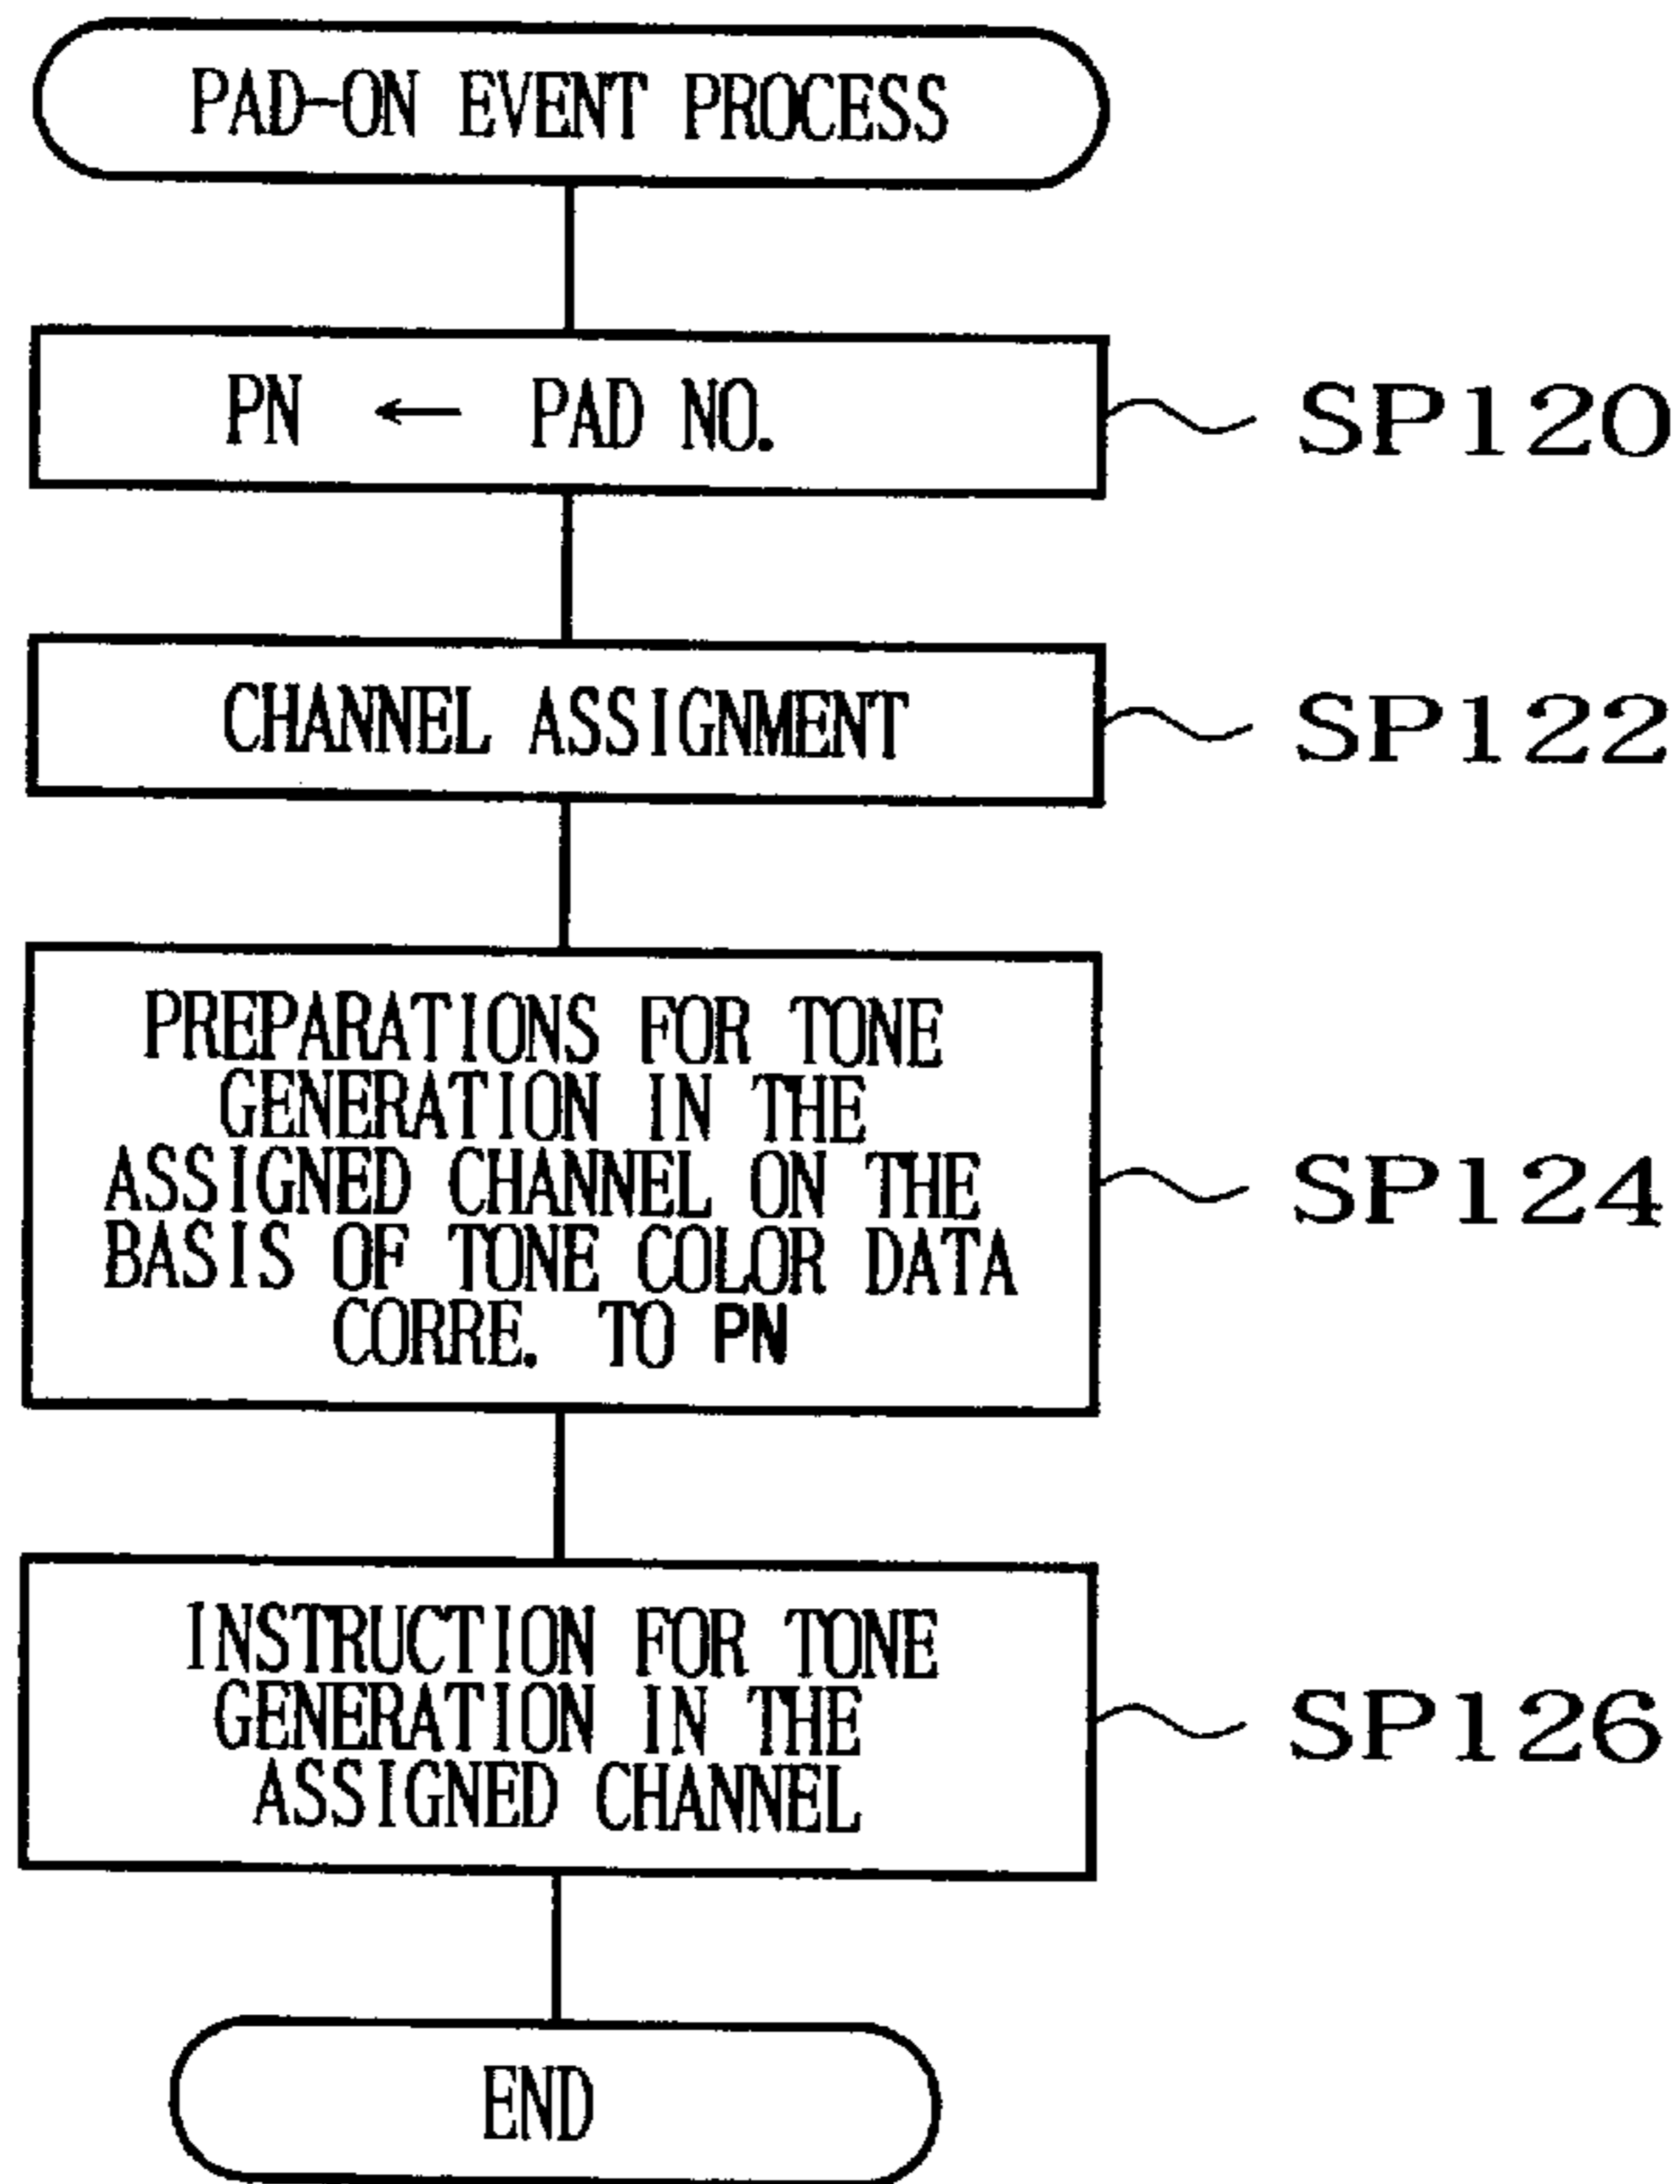 PAD-ON EVENT PROCESS
PN ← PAD NO.
SP120
CHANNEL ASSIGNMENT
SP122
PREPARATIONS FOR TONE
GENERATION IN THE
ASSIGNED CHANNEL ON THE
BASIS OF TONE COLOR DATA
CORRE. TO PN
SP124
INSTRUCTION FOR TONE
GENERATION IN THE
ASSIGNED CHANNEL
SP126
END